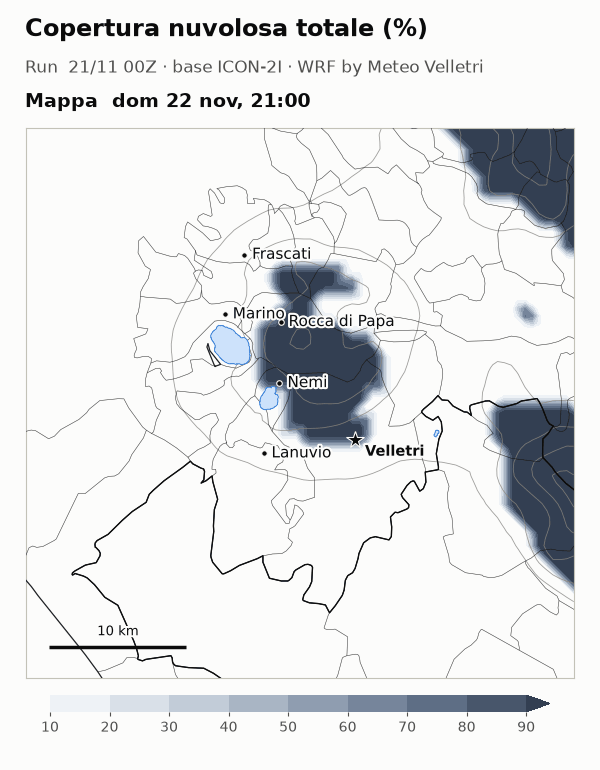 Copertura nuvolosa totale (%)
Run  21/11 00Z · base ICON-2I · WRF by Meteo Velletri
Mappa  dom 22 nov, 21:00
Frascati
Marino
Rocca di Papa
Nemi
Velletri
Lanuvio
10 km
10 20 30 40 50 60 70 80 90